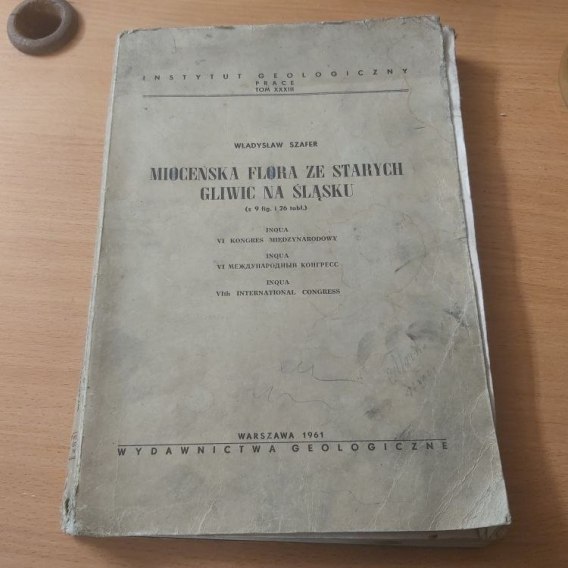 INSTYTUT GEOLOGICZNY
PRACE
TOM XXXIII
WŁADYSŁAW SZAFER
MIOCEŃSKA FLORA ZE STARYCH
GLIWIC NA ŚLĄSKU
(z 9 fig. i 26 tabl.)
INQUA
VI KONGRES MIĘDZYNARODOWY
INQUA
VI МЕЖДУНАРОДНЫЙ КОНГРЕСС
INQUA
VIth INTERNATIONAL CONGRESS
WARSZAWA 1961
WYDAWNICTWA GEOLOGICZNE